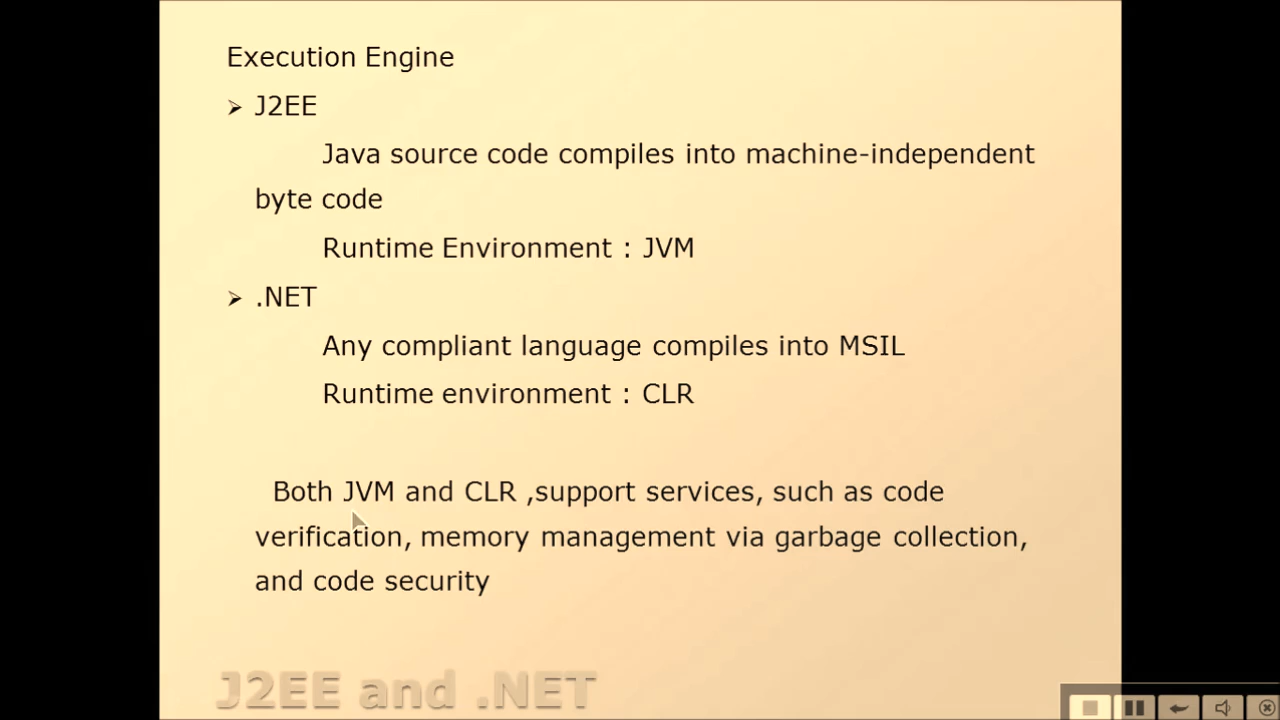 Execution Engine
➢ J2EE
Java source code compiles into machine-independent
byte code
Runtime Environment : JVM
➢ .NET
Any compliant language compiles into MSIL
Runtime environment : CLR
Both JVM and CLR ,support services, such as code
verification, memory management via garbage collection,
and code security
J2EE and .NET